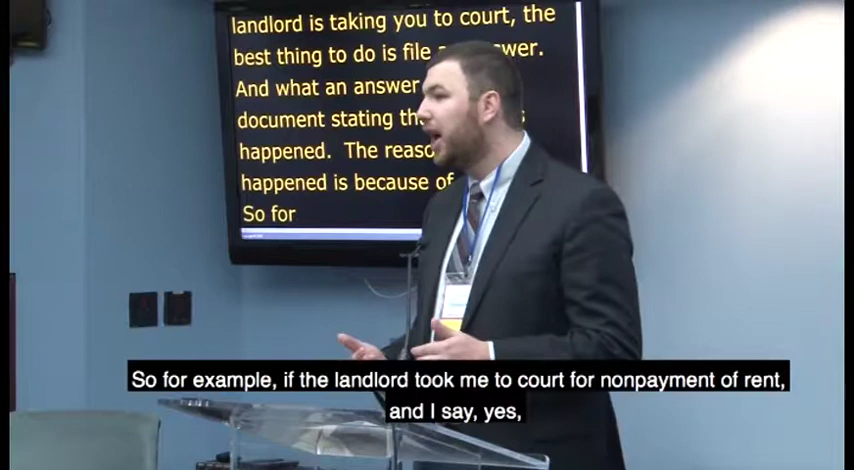 landlord is taking you to court, the
best thing to do is file swer.
And what an answer
document stating
happened. The
happened is because of
So for
So for example, if the landlord took me to court for nonpayment of rent,
and I say, yes,